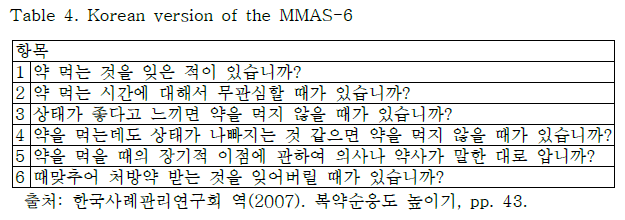 Table 4. Korean version of the MMAS-6
항목
1 약 먹는 것을 잊은 적이 있습니까?
2 약 먹는 시간에 대해서 무관심할 때가 있습니까?
3 상태가 좋다고 느끼면 약을 먹지 않을 때가 있습니까?
4 약을 먹는데도 상태가 나빠지는 것 같으면 약을 먹지 않을 때가 있습니까?
5 약을 먹을 때의 장기적 이점에 관하여 의사나 약사가 말한 대로 압니까?
6 때맞추어 처방약 받는 것을 잊어버릴 때가 있습니까?
출처: 한국사례관리연구회 역(2007). 복약순응도 높이기, pp. 43.